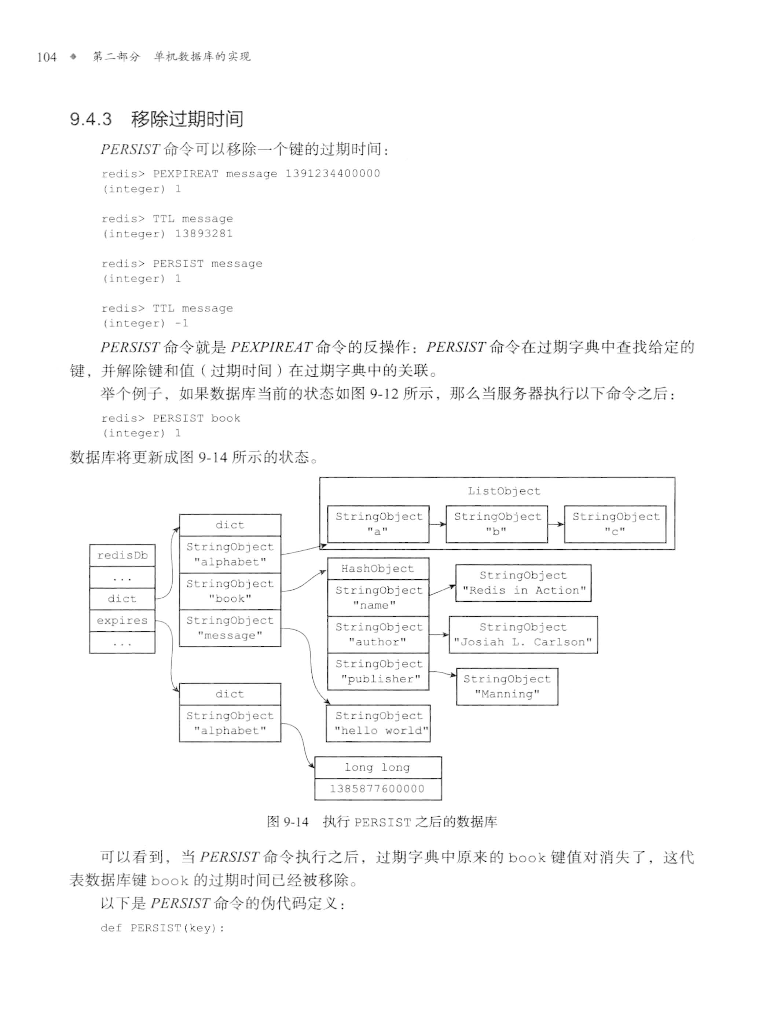 104 ◆ 第二部分 单机数据库的实现
9.4.3 移除过期时间
PERSIST 命令可以移除一个键的过期时间：
redis> PEXPIREAT message 1391234400000
(integer) 1
redis> TTL message
(integer) 13893281
redis> PERSIST message
(integer) 1
redis> TTL message
(integer) -1
PERSIST 命令就是 PEXPIREAT 命令的反操作：PERSIST 命令在过期字典中查找给定的
键，并解除键和值（过期时间）在过期字典中的关联。
举个例子，如果数据库当前的状态如图 9-12 所示，那么当服务器执行以下命令之后：
redis> PERSIST book
(integer) 1
数据库将更新成图 9-14 所示的状态。
ListObject
StringObject
"a"
StringObject
"b"
StringObject
"c"
redisDb
...
dict
expires
...
dict
StringObject
"alphabet"
StringObject
"book"
StringObject
"message"
HashObject
StringObject
"name"
StringObject
"author"
StringObject
"publisher"
StringObject
"Redis in Action"
StringObject
"Josiah L. Carlson"
StringObject
"Manning"
dict
StringObject
"alphabet"
StringObject
"hello world"
long long
1385877600000
图 9-14 执行 PERSIST 之后的数据库
可以看到，当 PERSIST 命令执行之后，过期字典中原来的 book 键值对消失了，这代
表数据库键 book 的过期时间已经被移除。
以下是 PERSIST 命令的伪代码定义：
def PERSIST(key):